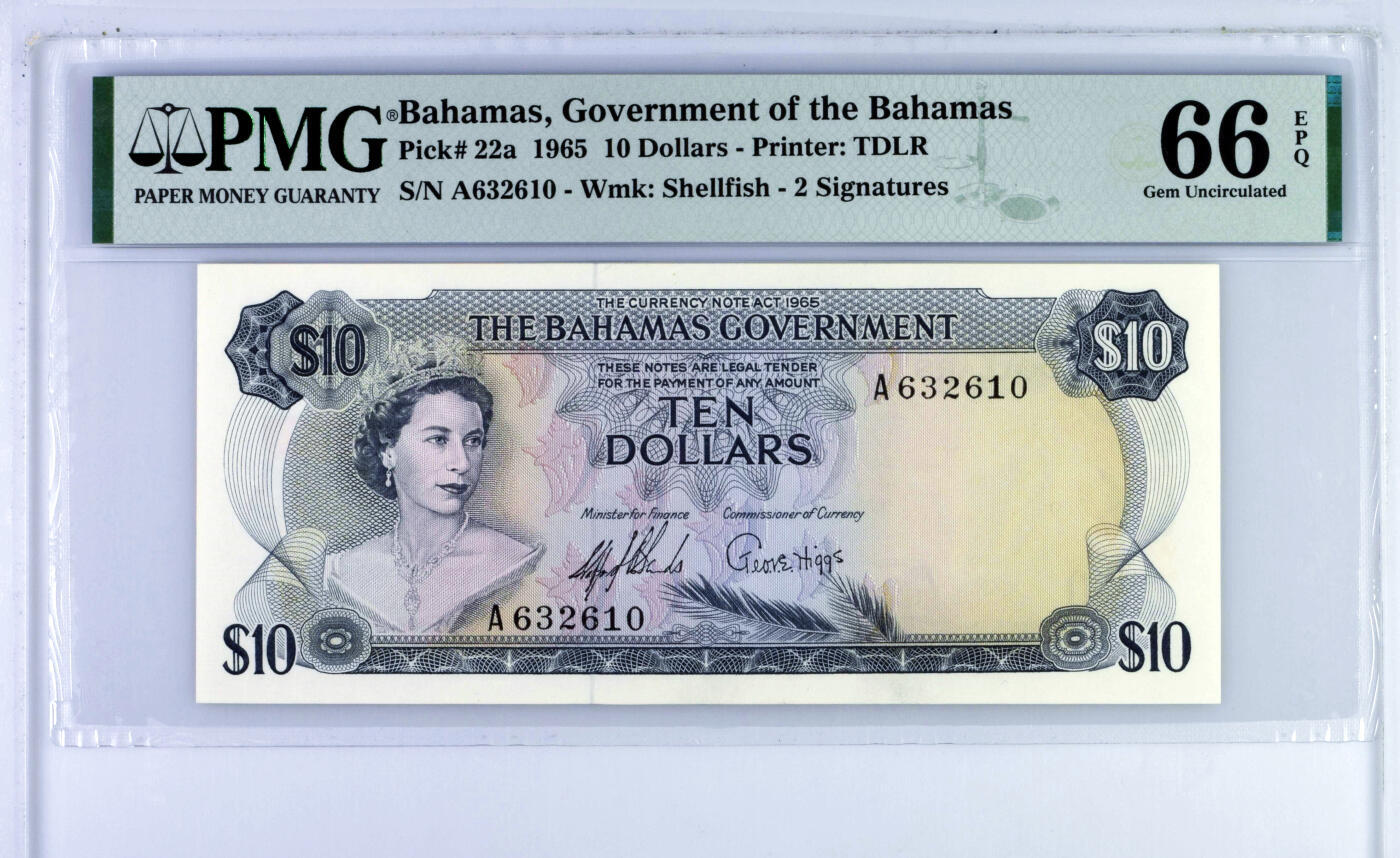 PMG®
PAPER MONEY GUARANTY
Bahamas, Government of the Bahamas
Pick# 22a 1965 10 Dollars - Printer: TDLR
S/N A632610 - Wmk: Shellfish - 2 Signatures
66
EPQ
Gem Uncirculated
THE CURRENCY NOTE ACT 1965
THE BAHAMAS GOVERNMENT
$10
$10
THESE NOTES ARE LEGAL TENDER
FOR THE PAYMENT OF ANY AMOUNT
A632610
TEN
DOLLARS
Minister for Finance Commissioner of Currency
Geo. E. Higgs
A632610
$10
$10